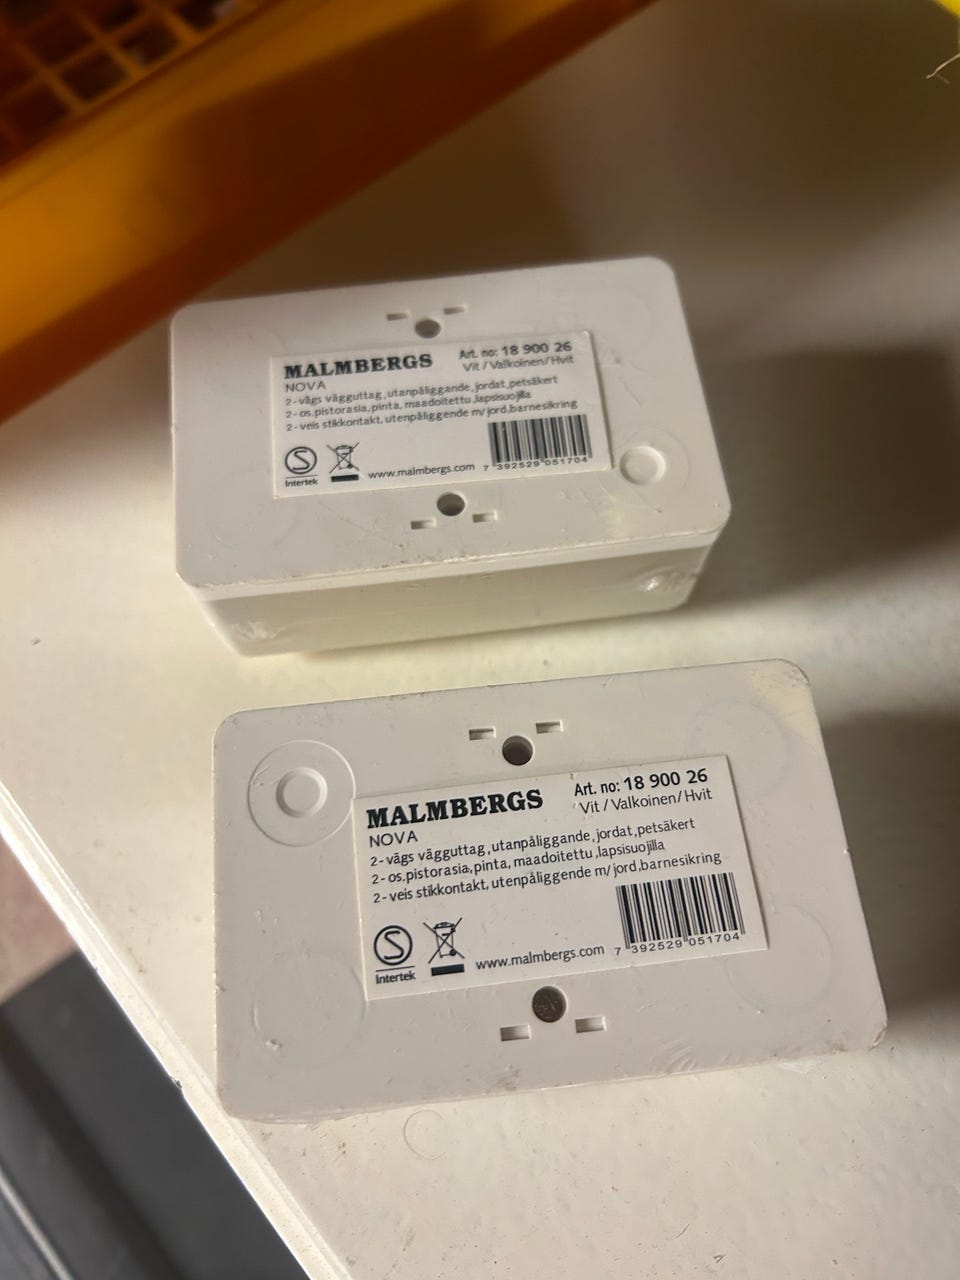 MALMBERGS
Art. no: 18 900 26
NOVA
Vit / Valkoinen/Hvit
2-vägs vägguttag,utanpåliggande,jordat,petsäkert
2-os.pistorasia,pinta, maadoitettu,lapsisuojilla
2-veis stikkontakt, utenpåliggende m/ jord,barnesikring
S
Intertek
www.malmbergs.com
7 392529 051704
MALMBERGS
Art. no: 18 900 26
NOVA
Vit / Valkoinen/Hvit
2-vägs vägguttag,utanpåliggande,jordat,petsäkert
2-os.pistorasia,pinta, maadoitettu,lapsisuojilla
2-veis stikkontakt, utenpåliggende m/ jord.barnesikring
S
Intertek
www.malmbergs.com
7 392529 051704